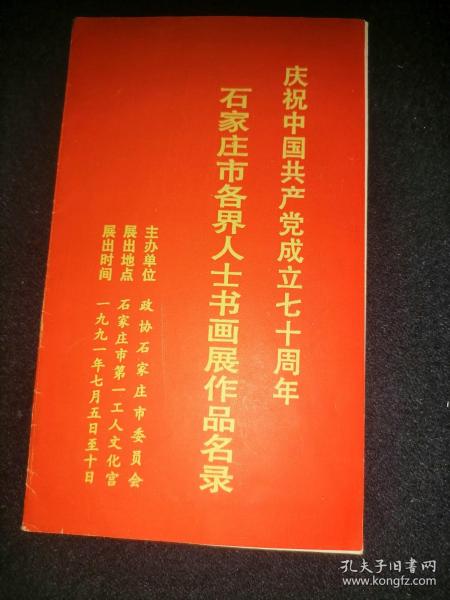 庆祝中国共产党成立七十周年
石家庄市各界人士书画展作品名录
主办单位 政协石家庄市委员会
展出地点 石家庄市第一工人文化宫
展出时间 一九九一年七月五日至十日
孔夫子旧书网
www.kongfz.com